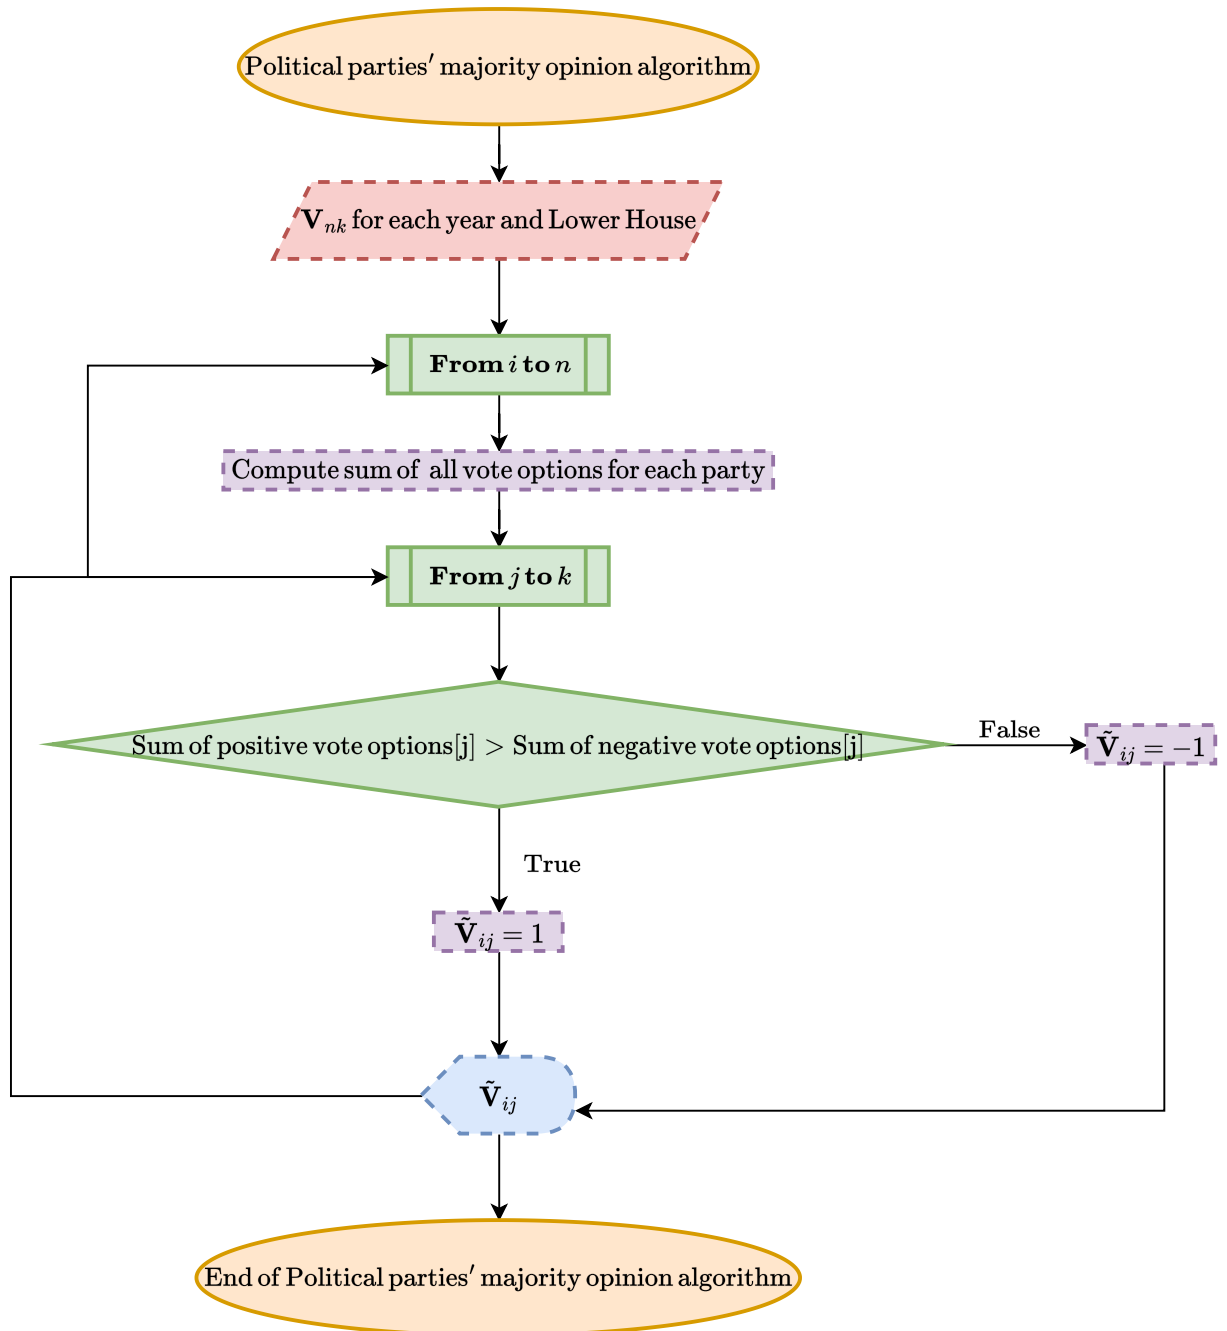 Political parties′ majority opinion algorithm
V_nk for each year and Lower House
From i to n
Compute sum of all vote options for each party
From j to k
Sum of positive vote options[j] > Sum of negative vote options[j]
False
Ṽ_ij = −1
True
Ṽ_ij = 1
Ṽ_ij
End of Political parties′ majority opinion algorithm